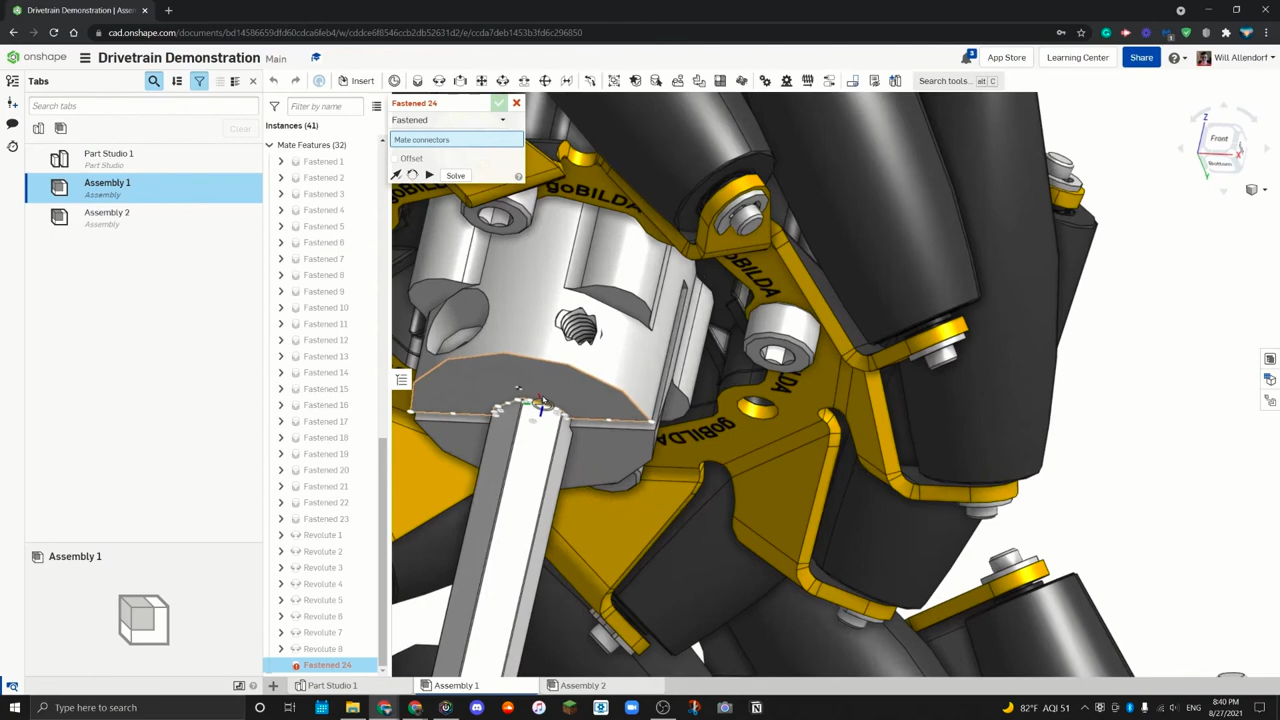 Drivetrain Demonstration | Assem
cad.onshape.com/documents/bd14586659dfd60cdca1feb4/w/cddce6f8546ccb2db52631d2/e/ccda7deb3fcb41b3bd3fc296850
onshape
Drivetrain Demonstration Main
3
App Store
Learning Center
Share
Will Allendorf
Tabs
Insert
Search tools... alt C
Search tabs
Clear
Part Studio 1
Part Studio
Assembly 1
Assembly
Assembly 2
Assembly
Filter by name
Instances (41)
Mate Features (32)
Fastened 1
Fastened 2
Fastened 3
Fastened 4
Fastened 5
Fastened 6
Fastened 7
Fastened 8
Fastened 9
Fastened 10
Fastened 11
Fastened 12
Fastened 13
Fastened 14
Fastened 15
Fastened 16
Fastened 17
Fastened 18
Fastened 19
Fastened 20
Fastened 21
Fastened 22
Fastened 23
Revolute 1
Revolute 2
Revolute 3
Revolute 4
Revolute 5
Revolute 6
Revolute 7
Revolute 8
Fastened 24
Fastened 24
Fastened
Mate connectors
Offset
Solve
goBILDA
goBILDA
goBILDA
Z
Front
X
Bottom
Y
Assembly 1
Part Studio 1
Assembly 1
Assembly 2
Type here to search
82°F AQI 51
8:40 PM
8/27/2021